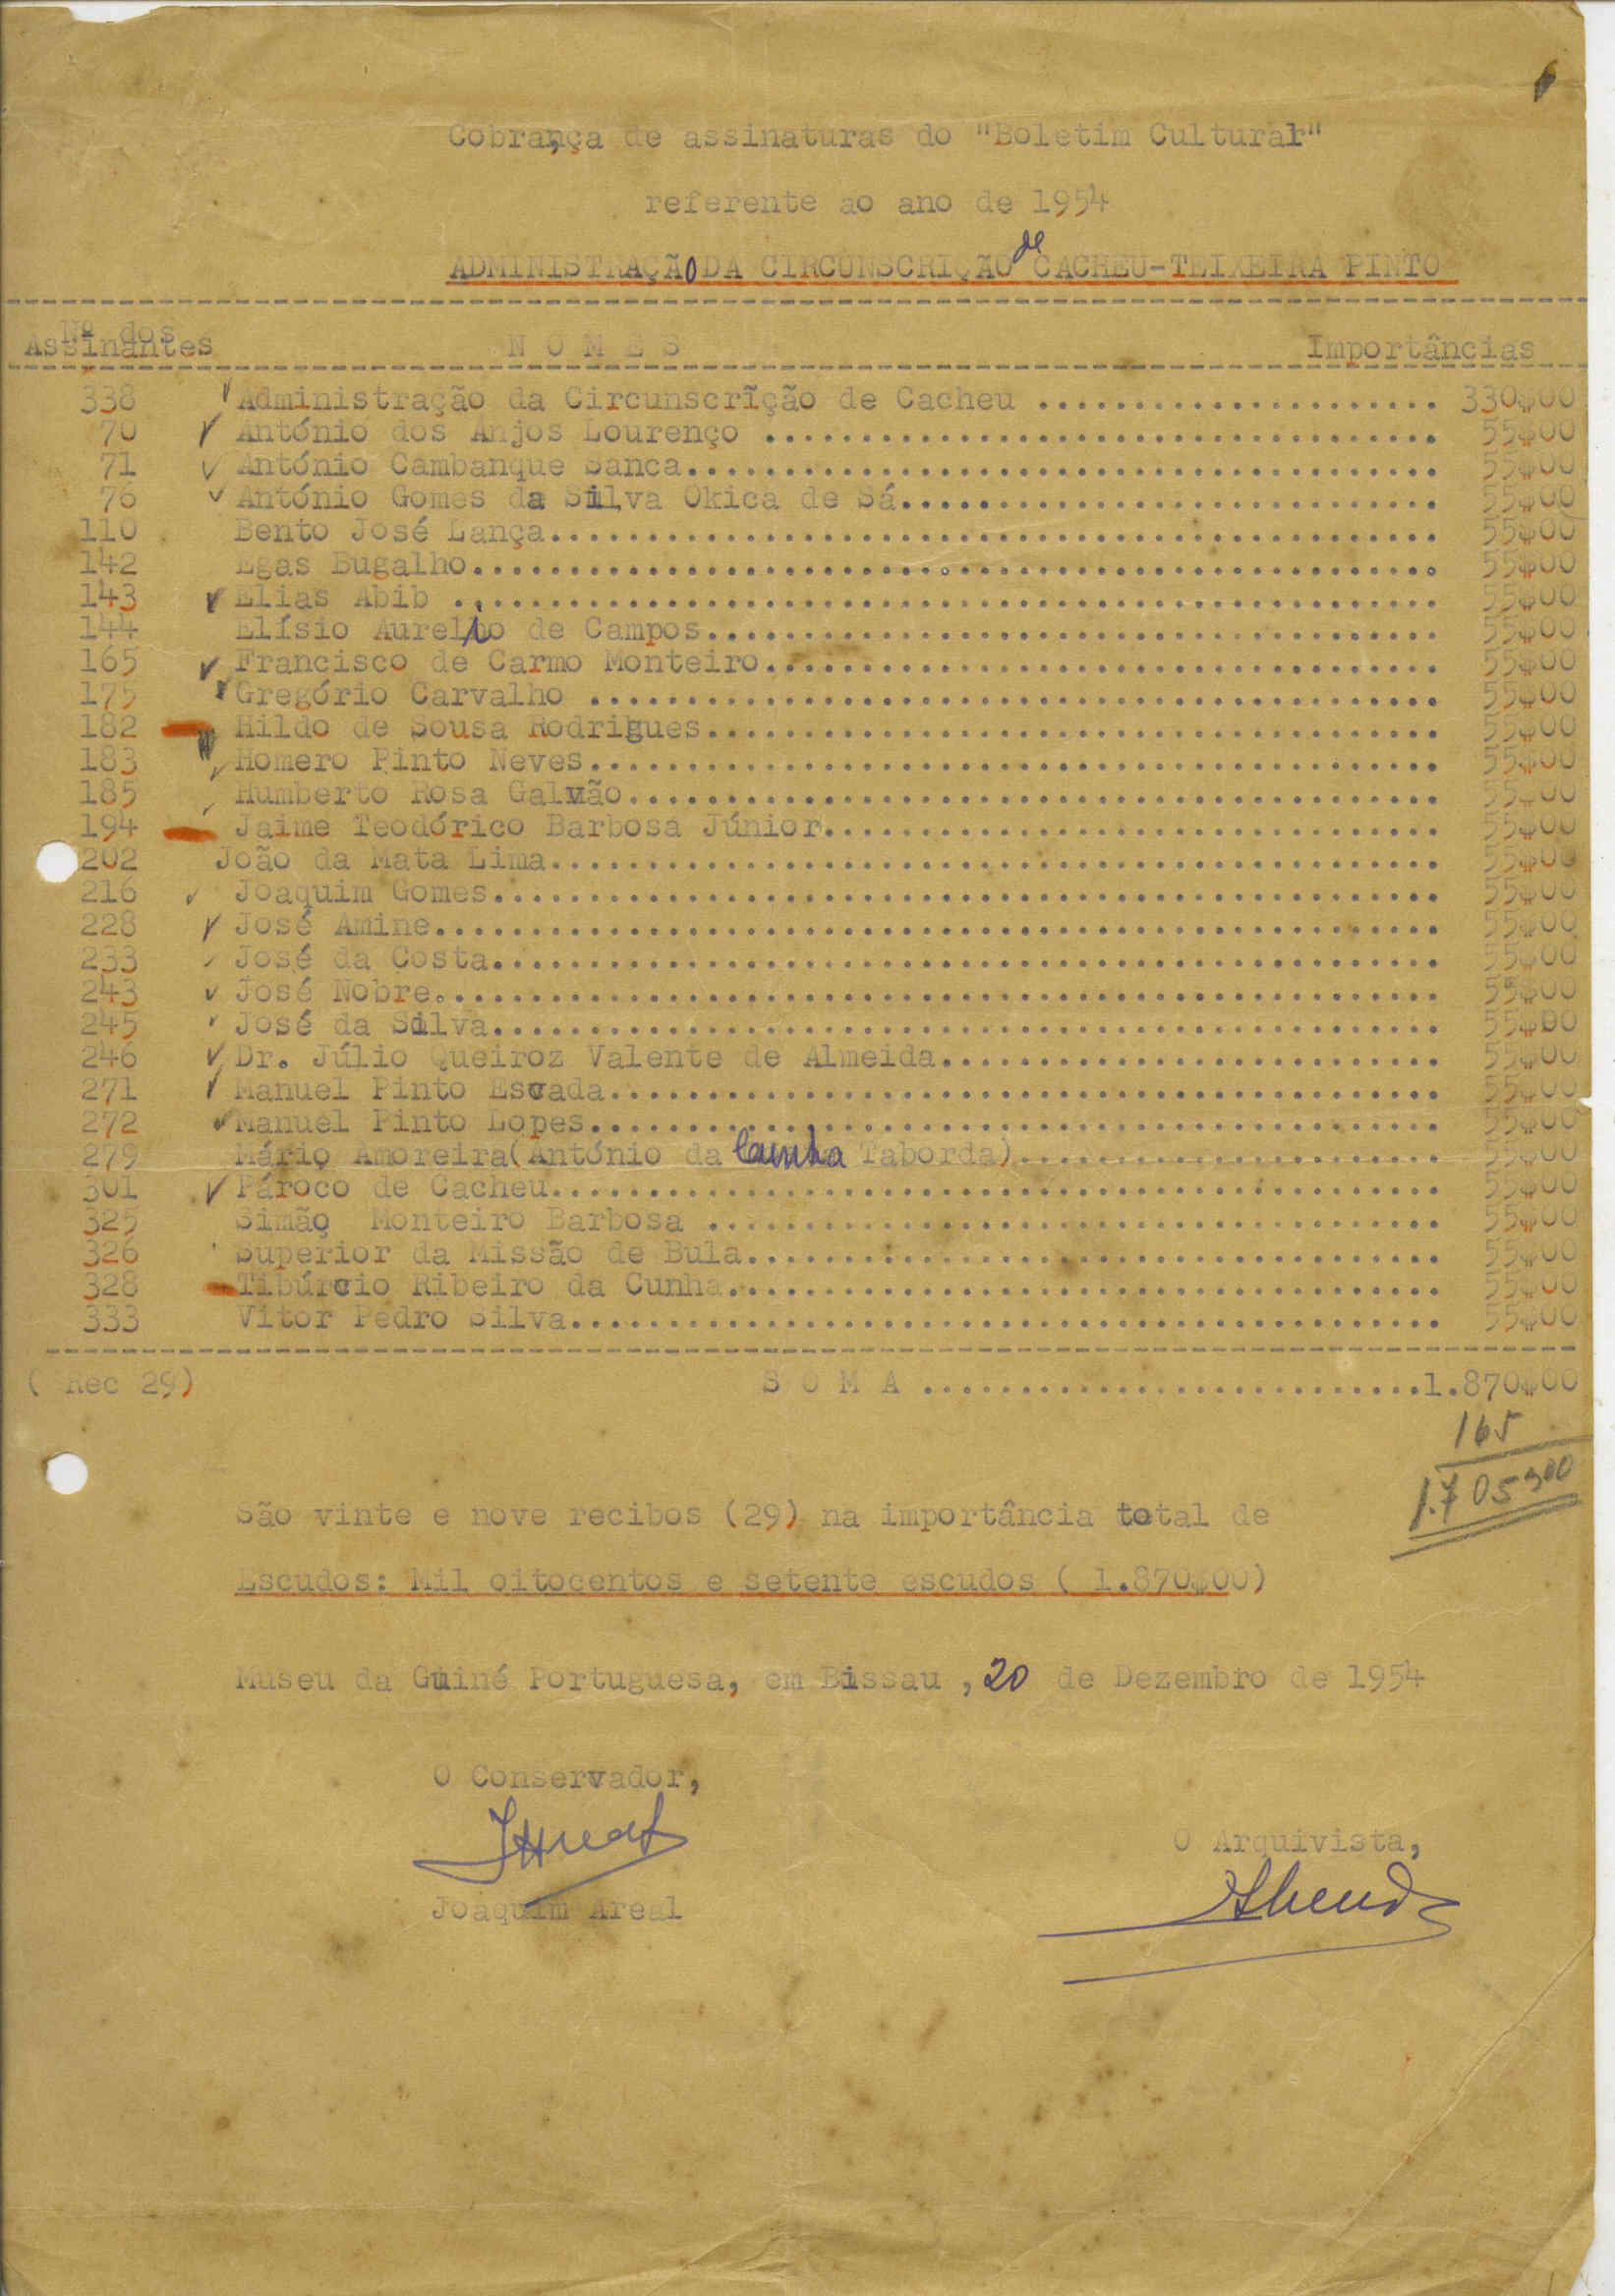 Cobrança de assinaturas do "Boletim Cultural"
referente ao ano de 1954
ADMINISTRAÇÃO DA CIRCUNSCRIÇÃO de CACHEU-TEIXEIRA PINTO
Nº dos
Assinantes N O M E S Importâncias
338 Administração da Circunscrição de Cacheu ..................... 330$00
70 António dos Anjos Lourenço ................................... 55$00
71 António Cambanque Sanca....................................... 55$00
76 António Gomes da Silva Okica de Sá............................ 55$00
110 Bento José Lança.............................................. 55$00
142 Egas Bugalho.................................................. 55$00
143 Elias Abib ................................................... 55$00
144 Elísio Aurelio de Campos...................................... 55$00
165 Francisco de Carmo Monteiro................................... 55$00
175 Gregório Carvalho ............................................ 55$00
182 Hildo de Sousa Rodrigues...................................... 55$00
183 Homero Pinto Neves............................................ 55$00
185 Humberto Rosa Galvão.......................................... 55$00
194 Jaime Teodórico Barbosa Júnior................................ 55$00
202 João da Mata Lima.............................................. 55$00
216 Joaquim Gomes................................................. 55$00
228 José Amine.................................................... 55$00
233 José da Costa................................................. 55$00
243 José Nobre.................................................... 55$00
245 José da Silva................................................. 55$00
246 Dr. Júlio Queiroz Valente de Almeida.......................... 55$00
271 Manuel Pinto Escada........................................... 55$00
272 Manuel Pinto Lopes............................................ 55$00
279 Mário Amoreira(António da Cunha Taborda)...................... 55$00
301 Pároco de Cacheu.............................................. 55$00
325 Simão Monteiro Barbosa ...................................... 55$00
326 Superior da Missão de Bula.................................... 55$00
328 Tibúrcio Ribeiro da Cunha..................................... 55$00
333 Vitor Pedro Silva............................................. 55$00
( Rec 29) S O M A ..........................1.870$00
165
1.705$00
São vinte e nove recibos (29) na importância total de
Escudos: Mil oitocentos e setente escudos ( 1.870$00)
Museu da Guiné Portuguesa, em Bissau , 20 de Dezembro de 1954
O Conservador,
O Arquivista,
Joaquim Areal